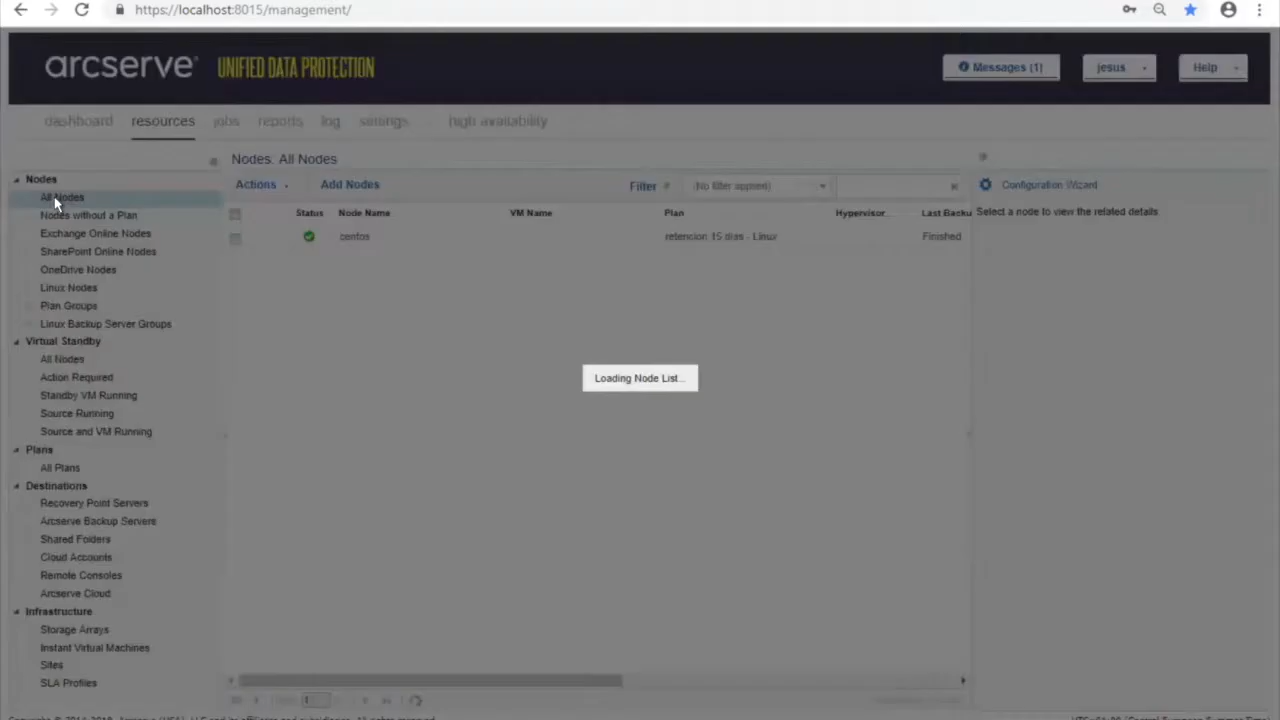 https://localhost:8015/management/
arcserve® UNIFIED DATA PROTECTION
Messages (1)
jesus
Help
dashboard resources jobs reports log settings high availability
Nodes: All Nodes
Actions Add Nodes Filter (No filter applied)
Configuration Wizard
Select a node to view the related details
Status Node Name VM Name Plan Hypervisor... Last Backu
centos retencion 15 dias - Linux Finished
Loading Node List...
Nodes
All Nodes
Nodes without a Plan
Exchange Online Nodes
SharePoint Online Nodes
OneDrive Nodes
Linux Nodes
Plan Groups
Linux Backup Server Groups
Virtual Standby
All Nodes
Action Required
Standby VM Running
Source Running
Source and VM Running
Plans
All Plans
Destinations
Recovery Point Servers
Arcserve Backup Servers
Shared Folders
Cloud Accounts
Remote Consoles
Arcserve Cloud
Infrastructure
Storage Arrays
Instant Virtual Machines
Sites
SLA Profiles
1